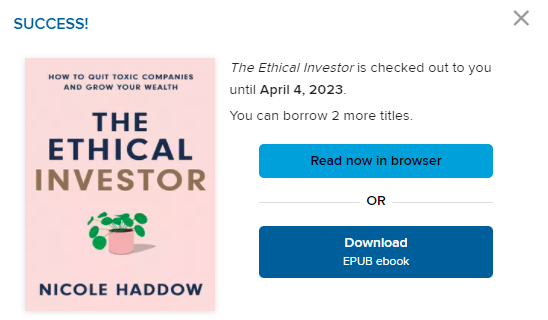 SUCCESS!
HOW TO QUIT TOXIC COMPANIES
AND GROW YOUR WEALTH
THE
ETHICAL
INVESTOR
NICOLE HADDOW
The Ethical Investor is checked out to you
until April 4, 2023.
You can borrow 2 more titles.
Read now in browser
OR
Download
EPUB ebook